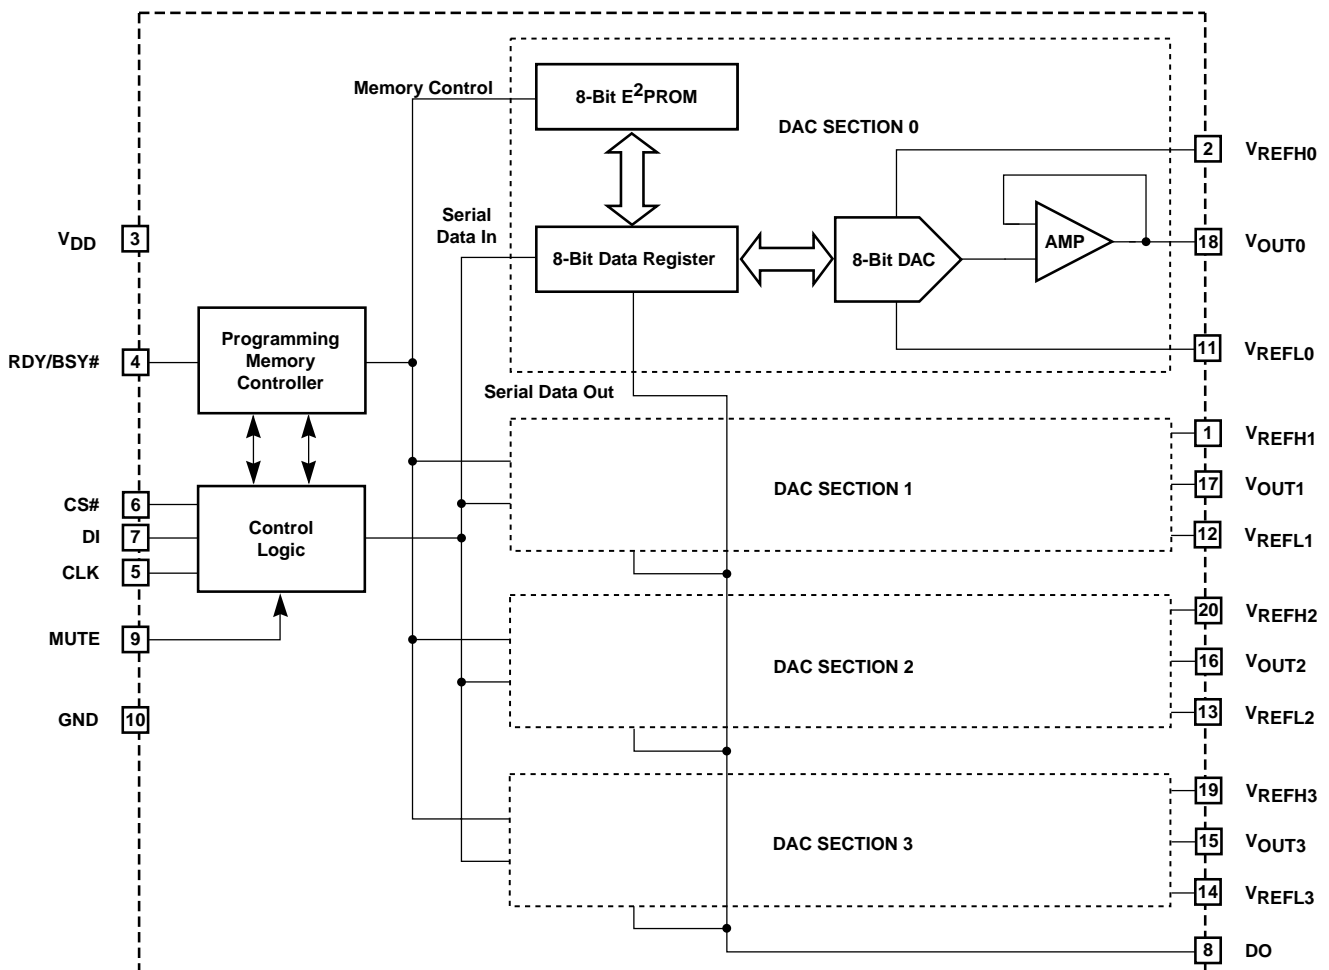 Memory Control
8-Bit E²PROM
DAC SECTION 0
2 VREFH0
Serial
Data In
VDD 3
8-Bit Data Register
8-Bit DAC
AMP
18 VOUT0
RDY/BSY# 4
Programming
Memory
Controller
11 VREFL0
Serial Data Out
1 VREFH1
CS# 6
DI 7
CLK 5
Control
Logic
DAC SECTION 1
17 VOUT1
12 VREFL1
MUTE 9
20 VREFH2
DAC SECTION 2
16 VOUT2
GND 10
13 VREFL2
19 VREFH3
DAC SECTION 3
15 VOUT3
14 VREFL3
8 DO